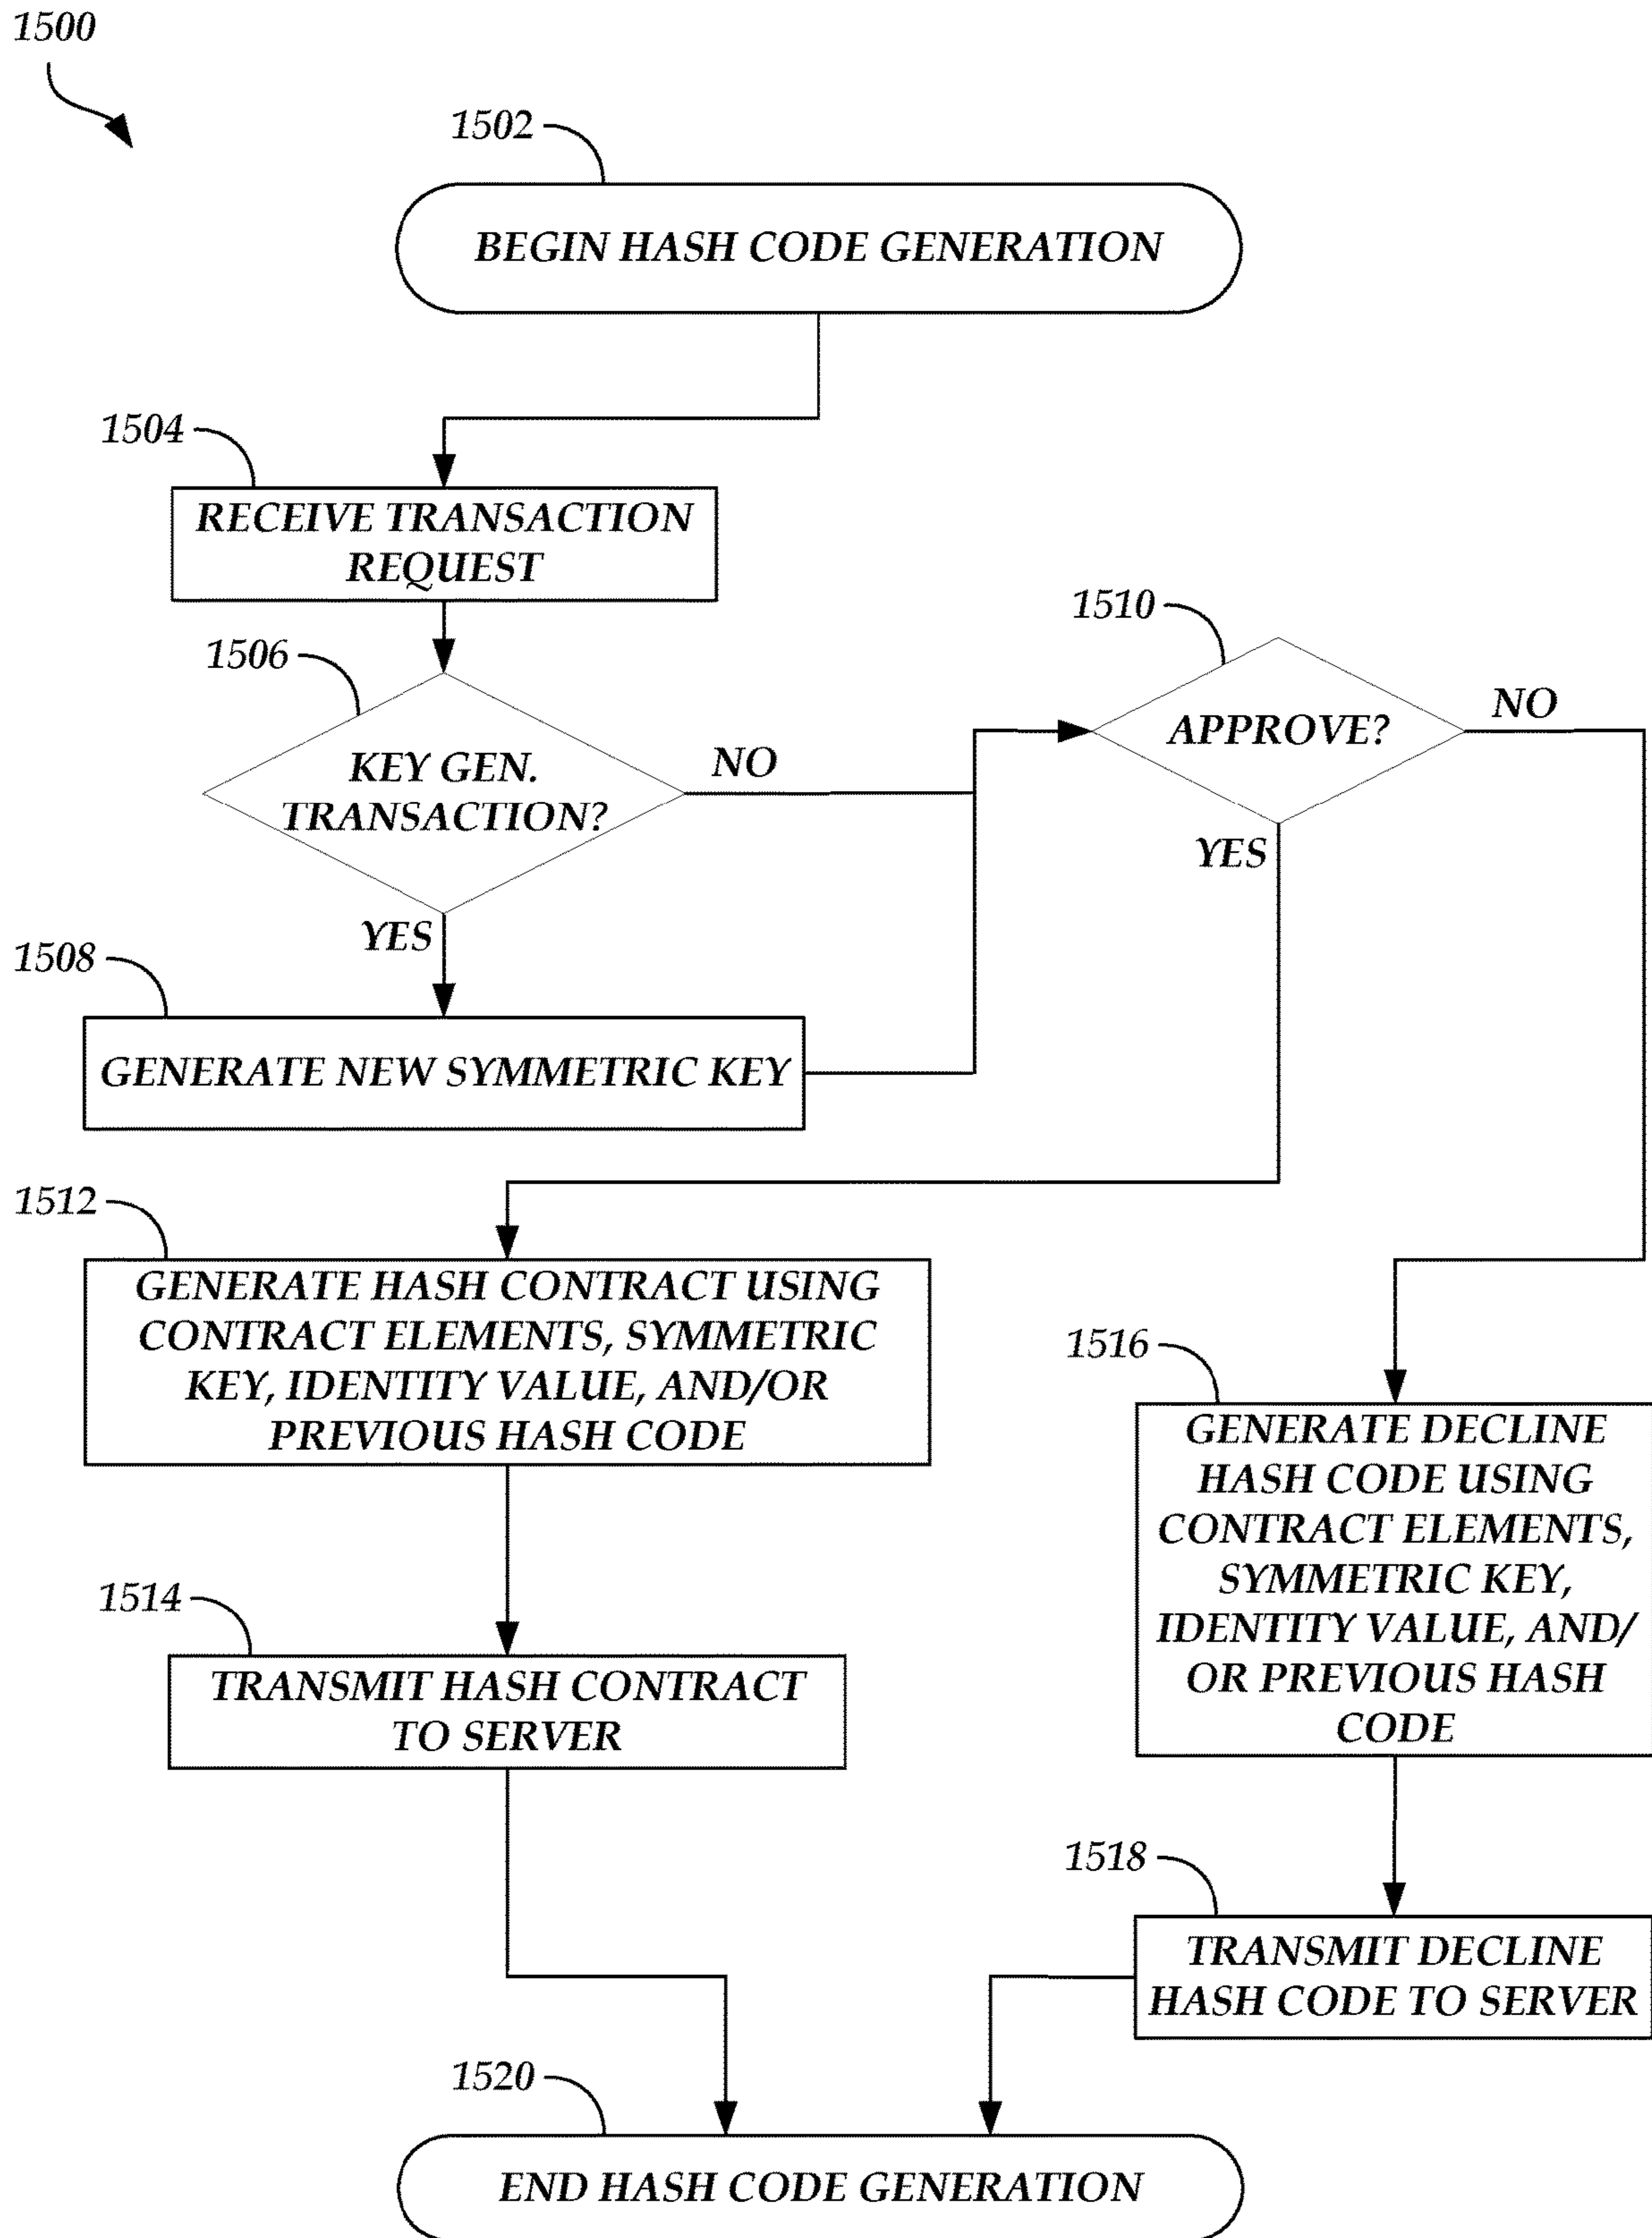 1500
1502
BEGIN HASH CODE GENERATION
1504
RECEIVE TRANSACTION
REQUEST
1506
KEY GEN.
TRANSACTION?
NO
YES
1510
APPROVE?
NO
YES
1508
GENERATE NEW SYMMETRIC KEY
1512
GENERATE HASH CONTRACT USING
CONTRACT ELEMENTS, SYMMETRIC
KEY, IDENTITY VALUE, AND/OR
PREVIOUS HASH CODE
1514
TRANSMIT HASH CONTRACT
TO SERVER
1516
GENERATE DECLINE
HASH CODE USING
CONTRACT ELEMENTS,
SYMMETRIC KEY,
IDENTITY VALUE, AND/
OR PREVIOUS HASH
CODE
1518
TRANSMIT DECLINE
HASH CODE TO SERVER
1520
END HASH CODE GENERATION